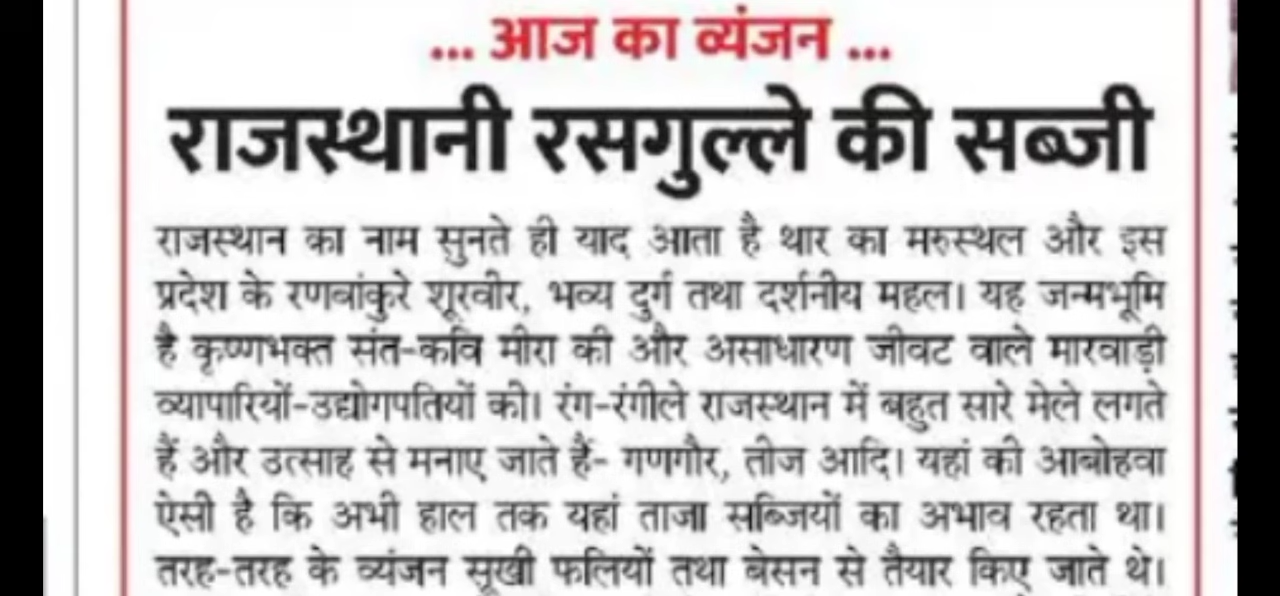 ... आज का व्यंजन ...
राजस्थानी रसगुल्ले की सब्जी
राजस्थान का नाम सुनते ही याद आता है थार का मरुस्थल और इस
प्रदेश के रणवांकुरे शूरवीर, भव्य दुर्ग तथा दर्शनीय महल। यह जन्मभूमि
है कृष्णभक्त संत-कवि मीरा की और असाधारण जीवट वाले मारवाड़ी
व्यापारियों-उद्योगपतियों की। रंग-रंगीले राजस्थान में बहुत सारे मेले लगते
हैं और उत्साह से मनाए जाते हैं- गणगौर, तीज आदि। यहां की आबोहवा
ऐसी है कि अभी हाल तक यहां ताजा सब्जियों का अभाव रहता था।
तरह-तरह के व्यंजन सूखी फलियों तथा बेसन से तैयार किए जाते थे।